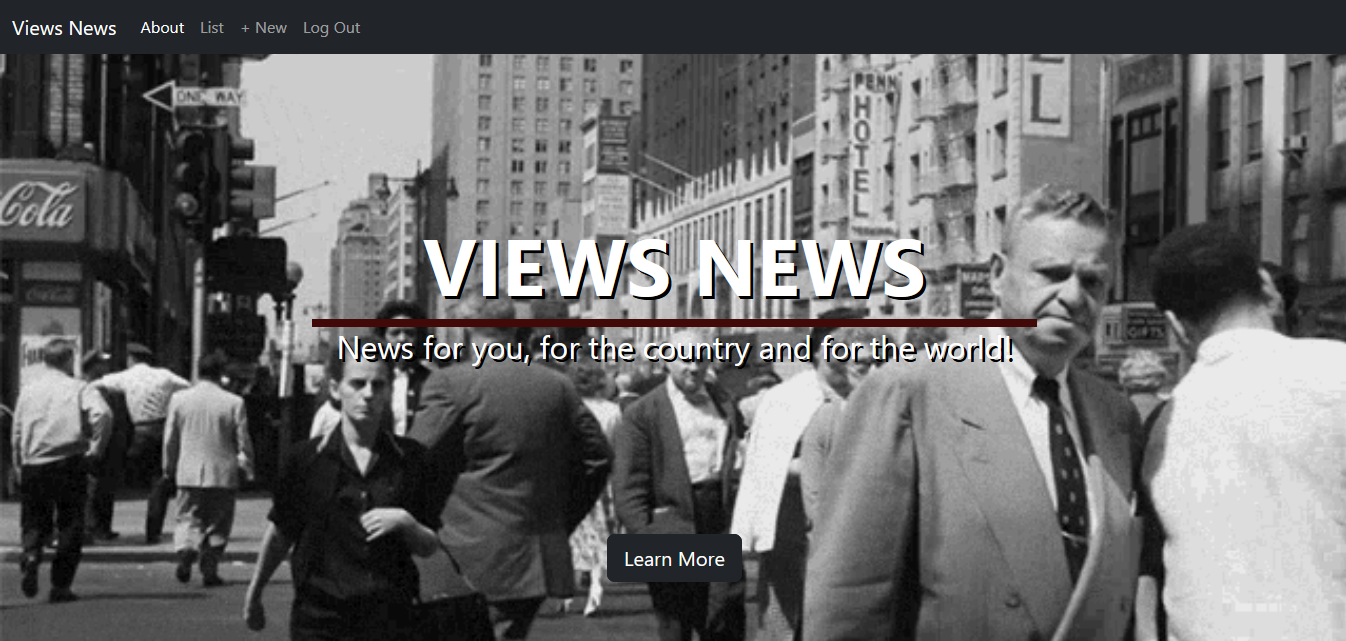 Views News About List + New Log Out
ONE WAY
Cola
PENN
HOTEL
L
VIEWS NEWS
GIFTS
News for you, for the country and for the world!
Learn More